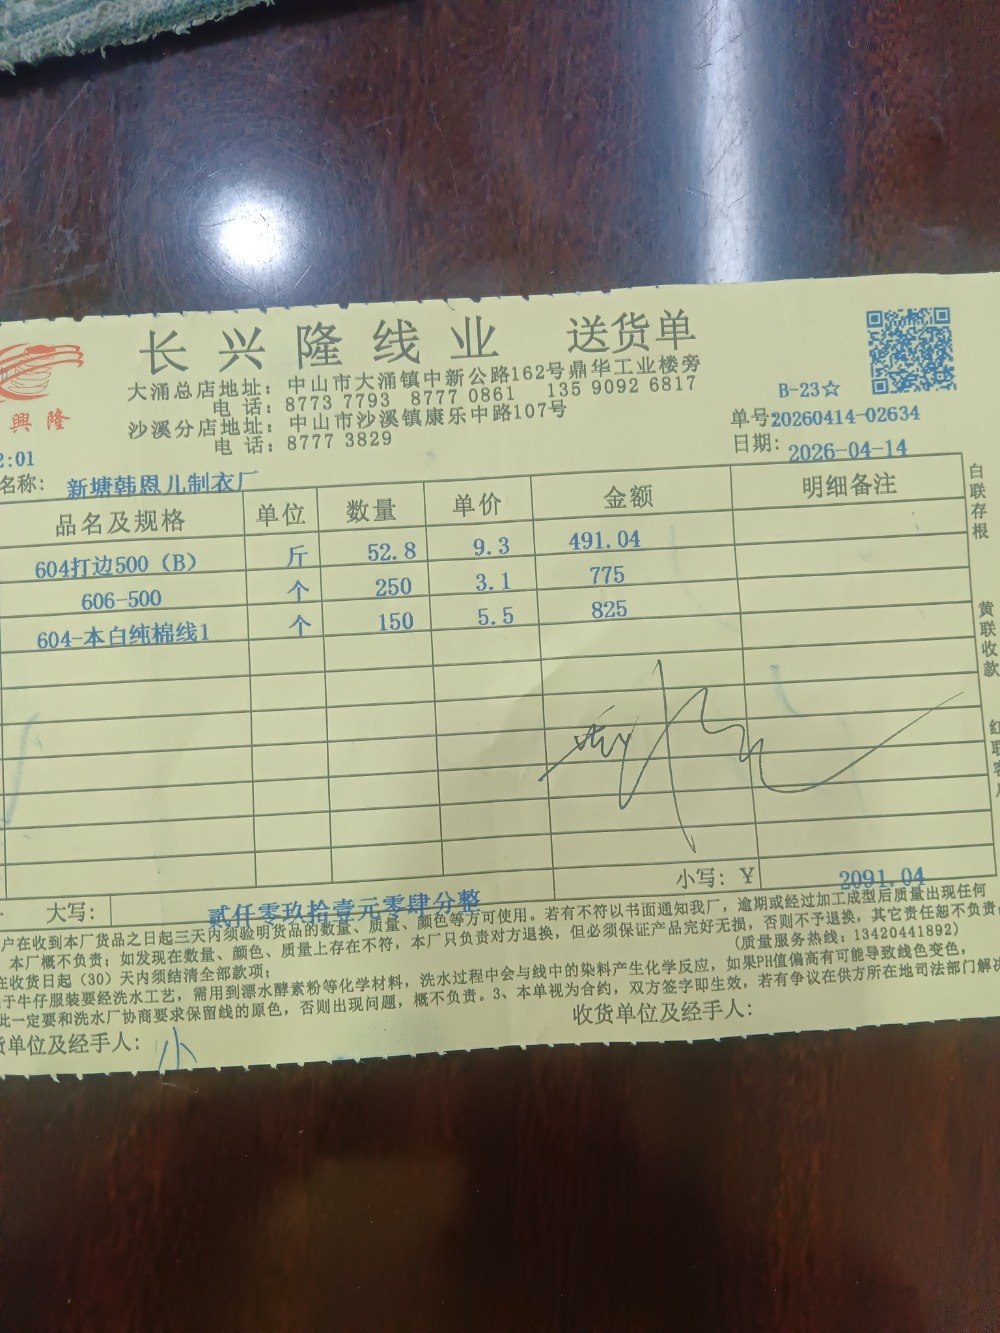 长兴隆线业 送货单
大涌总店地址: 中山市大涌镇中新公路162号鼎华工业楼旁
电 话: 8773 7793 8777 0861 135 9092 6817
沙溪分店地址: 中山市沙溪镇康乐中路107号
电 话: 8777 3829
興隆
B-23☆
单号:20260414-02634
日期: 2026-04-14
2:01
名称: 新塘韩恩儿制衣厂
品名及规格 单位 数量 单价 金额 明细备注
604打边500（B） 斤 52.8 9.3 491.04
606-500 个 250 3.1 775
604-本白纯棉线1 个 150 5.5 825
白联存根
黄联收款
红联客
小写: ¥ 2091.04
大写: 贰仟零玖拾壹元零肆分整
户在收到本厂货品之日起三天内须验明货品的数量、质量、颜色等方可使用。若有不符以书面通知我厂，逾期或经过加工成型后质量出现任何
本厂概不负责; 如发现在数量、颜色、质量上存在不符，本厂只负责对方退换，但必须保证产品完好无损，否则不予退换，其它责任恕不负责
(质量服务热线: 13420441892)
在收货日起（30）天内须结清全部款项;
于牛仔服装要经洗水工艺，需用到漂水酵素粉等化学材料，洗水过程中会与线中的染料产生化学反应，如果PH值偏高有可能导致线色变色，
此一定要和洗水厂协商要求保留线的原色，否则出现问题，概不负责。3、本单视为合约，双方签字即生效，若有争议在供方所在地司法部门解决
货单位及经手人: 小
收货单位及经手人: